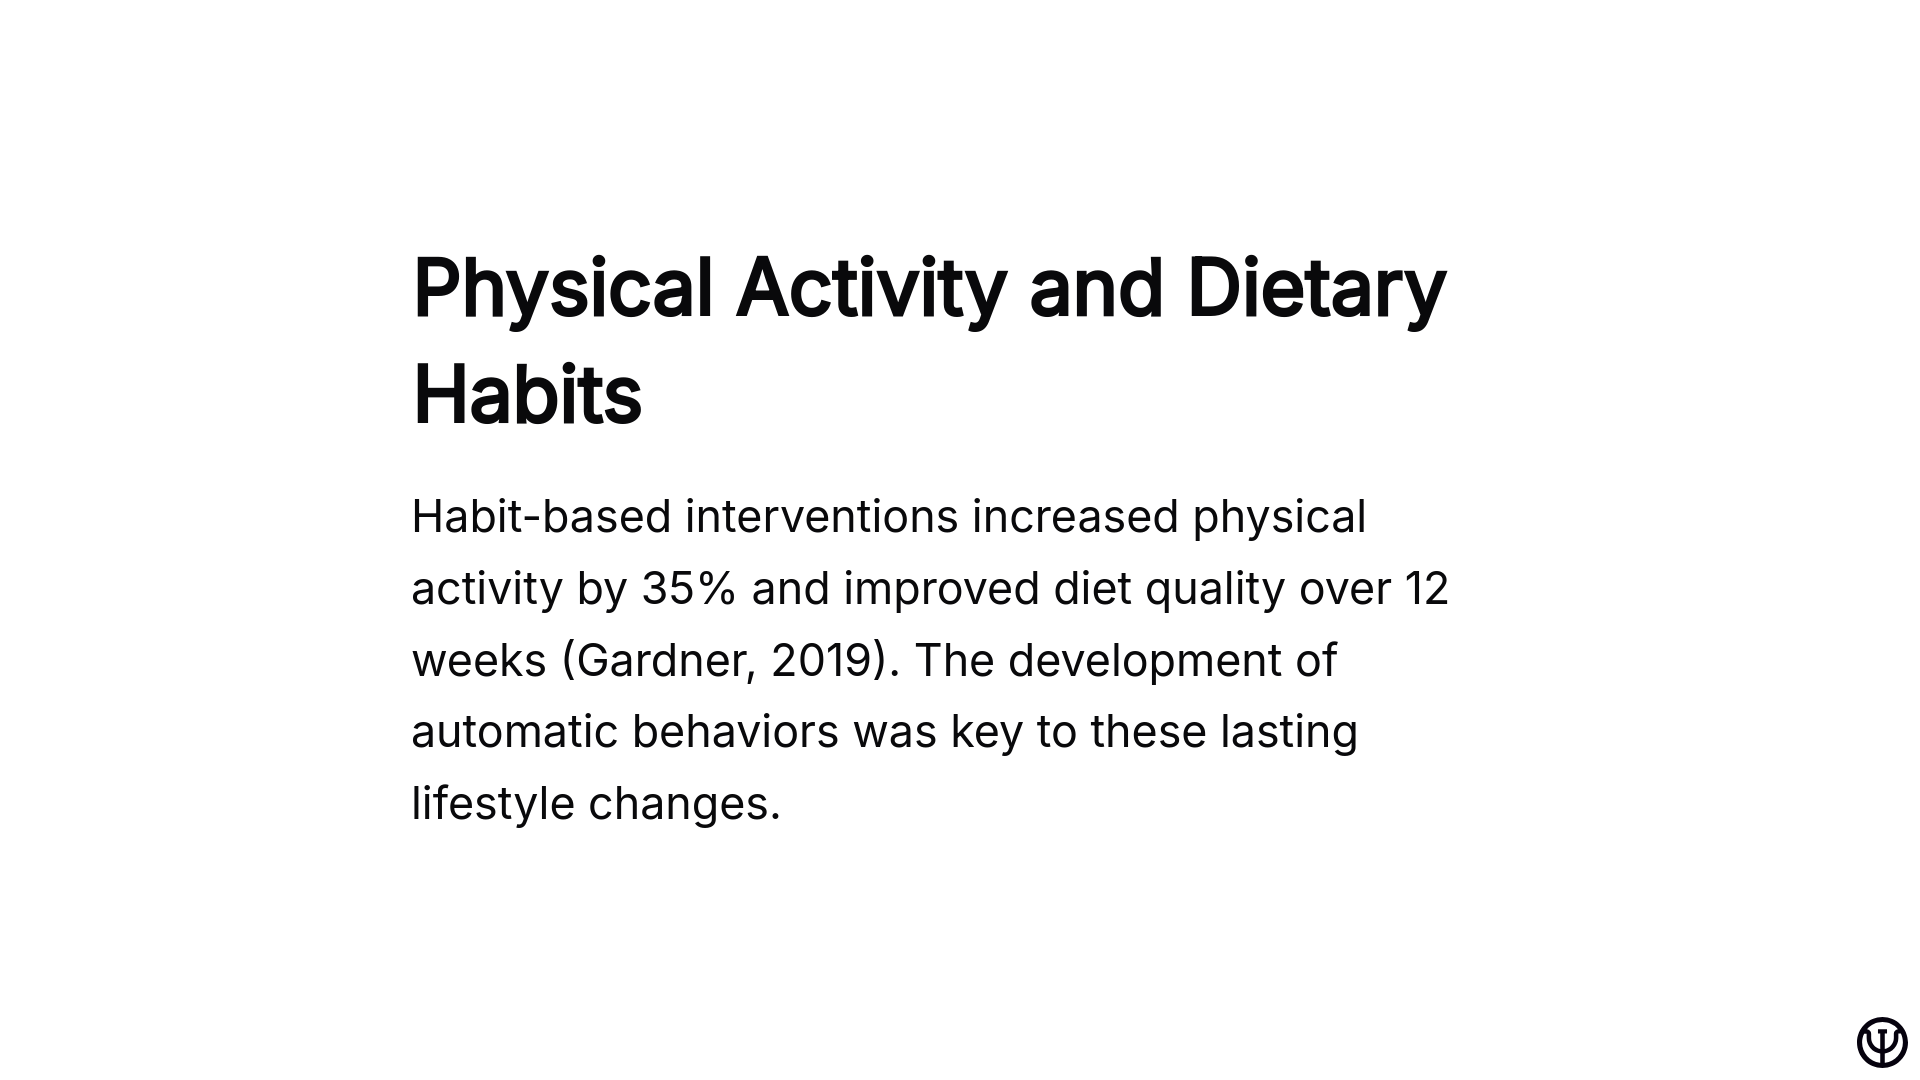 Physical Activity and Dietary
Habits
Habit-based interventions increased physical
activity by 35% and improved diet quality over 12
weeks (Gardner, 2019). The development of
automatic behaviors was key to these lasting
lifestyle changes.